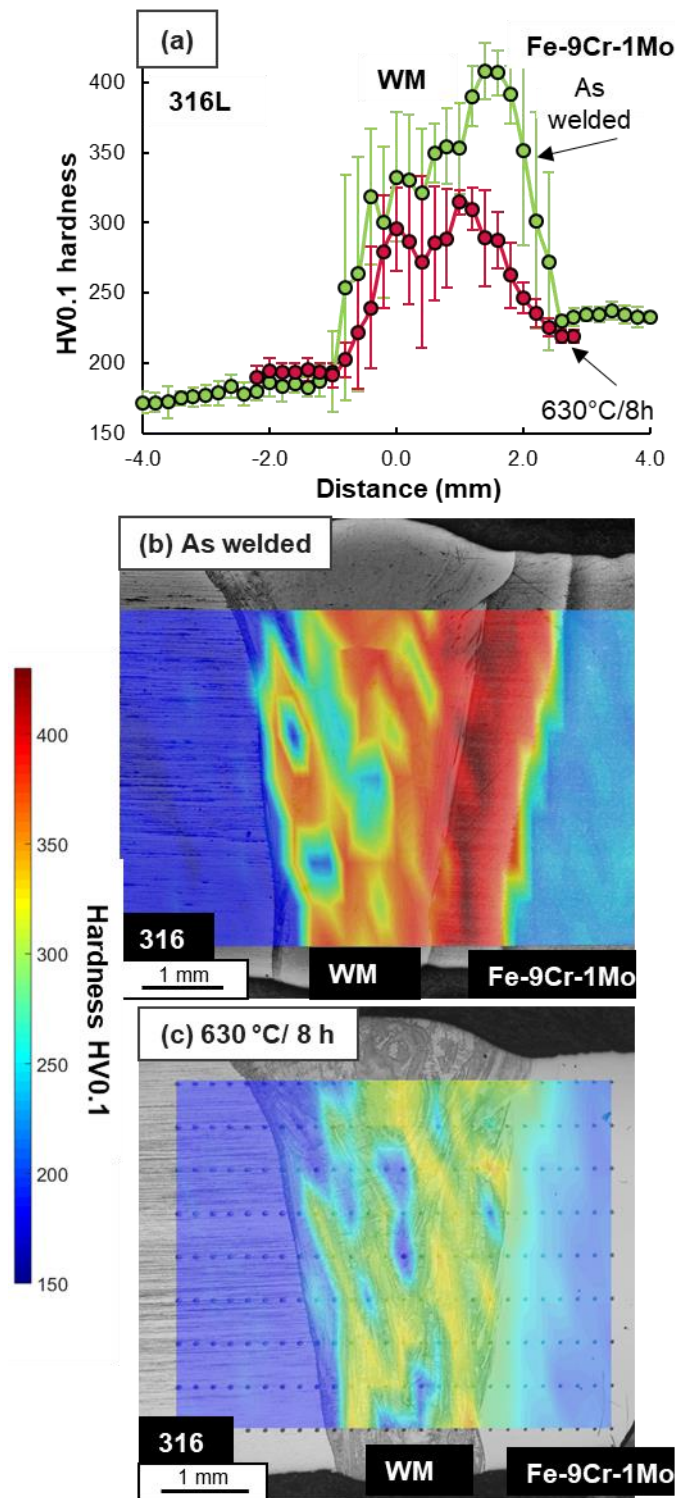 (a)
316L
WM
Fe-9Cr-1Mo
As
welded
630°C/8h
HV0.1 hardness
400
350
300
250
200
150
-4.0
-2.0
0.0
2.0
4.0
Distance (mm)
(b) As welded
316
1 mm
WM
Fe-9Cr-1Mo
Hardness HV0.1
400
350
300
250
200
150
(c) 630 °C/ 8 h
316
1 mm
WM
Fe-9Cr-1Mo